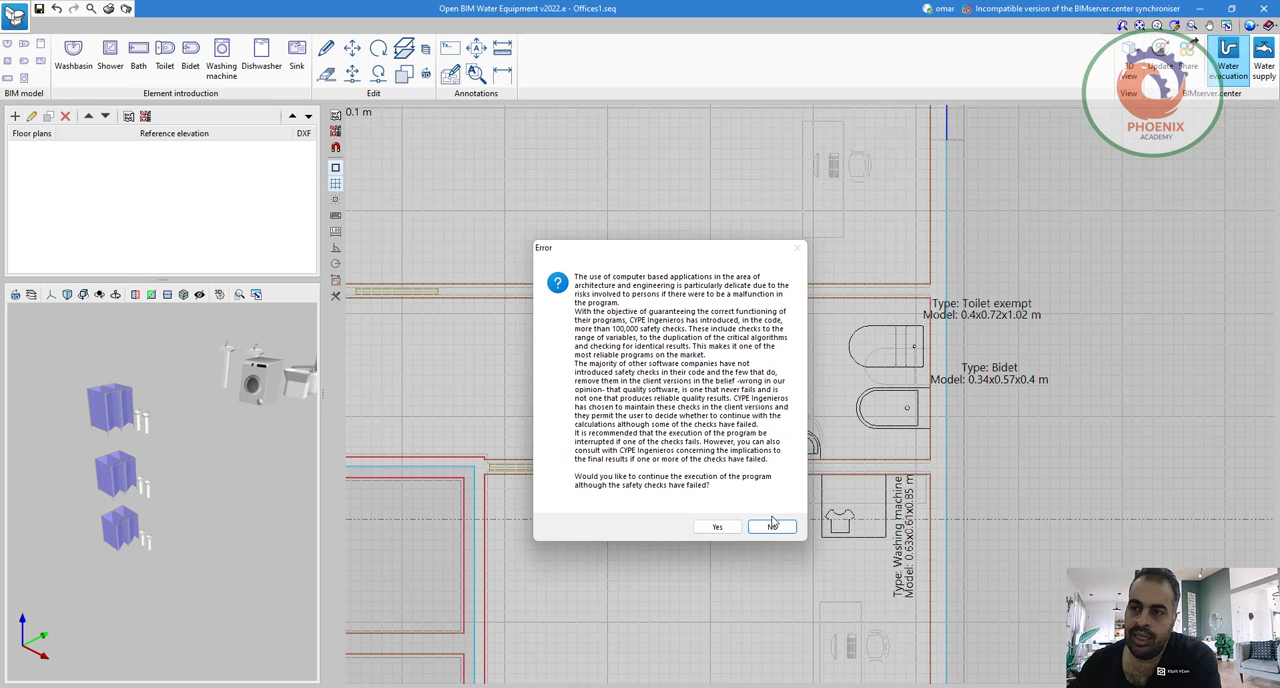 Open BIM Water Equipment v2022.e - Offices1.seq
omar
Incompatible version of the BIMserver.center synchroniser
Washbasin
Shower
Bath
Toilet
Bidet
Washing machine
Dishwasher
Sink
3D view
Update
Share
Water evacuation
Water supply
BIM model
Element introduction
Edit
Annotations
View
BIMserver.center
PHOENIX
ACADEMY
Floor plans
Reference elevation
DXF
0.1 m
Error
The use of computer based applications in the area of
architecture and engineering is particularly delicate due to the
risks involved to persons if there were to be a malfunction in
the program.
With the objective of guaranteeing the correct functioning of
their programs, CYPE Ingenieros has introduced, in the code,
more than 100,000 safety checks. These include checks to the
range of variables, to the duplication of the critical algorithms
and checking for identical results. This makes it one of the
most reliable programs on the market.
The majority of other software companies have not
introduced safety checks in their code and the few that do,
remove them in the client versions in the belief -wrong in our
opinion- that quality software, is one that never fails and is
not one that produces reliable quality results. CYPE Ingenieros
has chosen to maintain these checks in the client versions and
they permit the user to decide whether to continue with the
calculations although some of the checks have failed.
It is recommended that the execution of the program be
interrupted if one of the checks fails. However, you can also
consult with CYPE Ingenieros concerning the implications to
the final results if one or more of the checks have failed.
Would you like to continue the execution of the program
although the safety checks have failed?
Yes
No
Type: Toilet exempt
Model: 0.4x0.72x1.02 m
Type: Bidet
Model: 0.34x0.57x0.4 m
Type: Washing machine
Model: 0.63x0.61x0.85 m
XSplit VCam